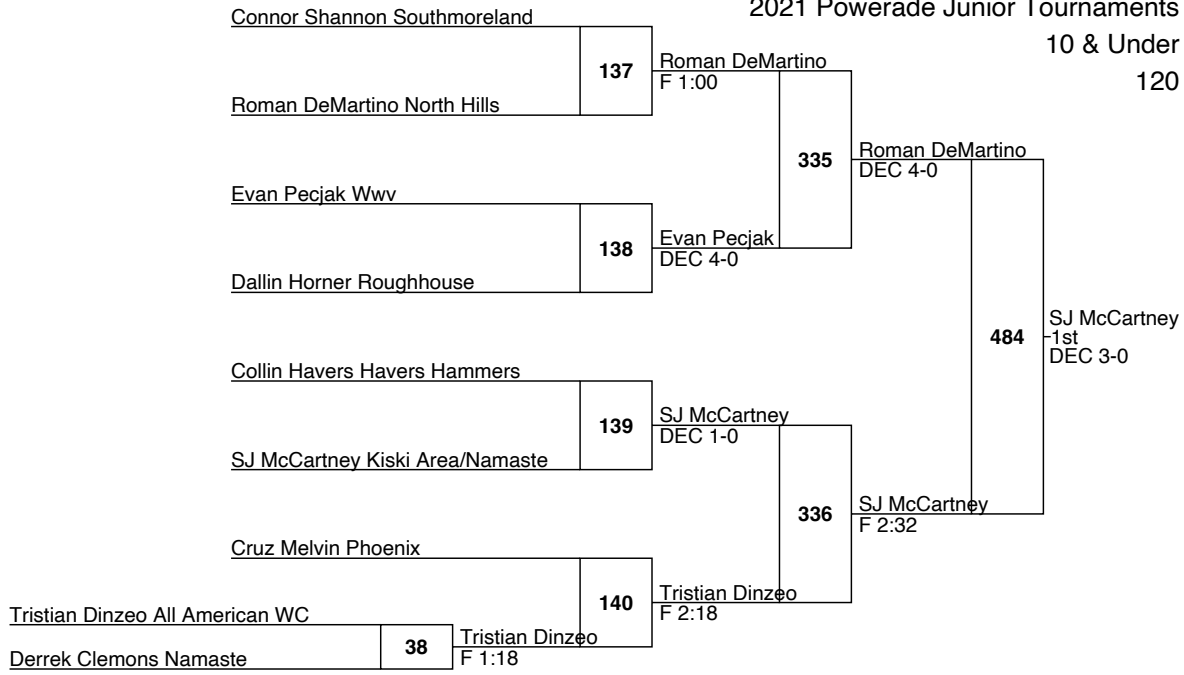 2021 Powerade Junior Tournaments
10 & Under
120
Connor Shannon Southmoreland
137
Roman DeMartino
F 1:00
Roman DeMartino North Hills
335
Roman DeMartino
DEC 4-0
Evan Pecjak Wwv
138
Evan Pecjak
DEC 4-0
Dallin Horner Roughhouse
484
SJ McCartney
1st
DEC 3-0
Collin Havers Havers Hammers
139
SJ McCartney
DEC 1-0
SJ McCartney Kiski Area/Namaste
336
SJ McCartney
F 2:32
Cruz Melvin Phoenix
140
Tristian Dinzeo
F 2:18
Tristian Dinzeo All American WC
38
Tristian Dinzeo
F 1:18
Derrek Clemons Namaste